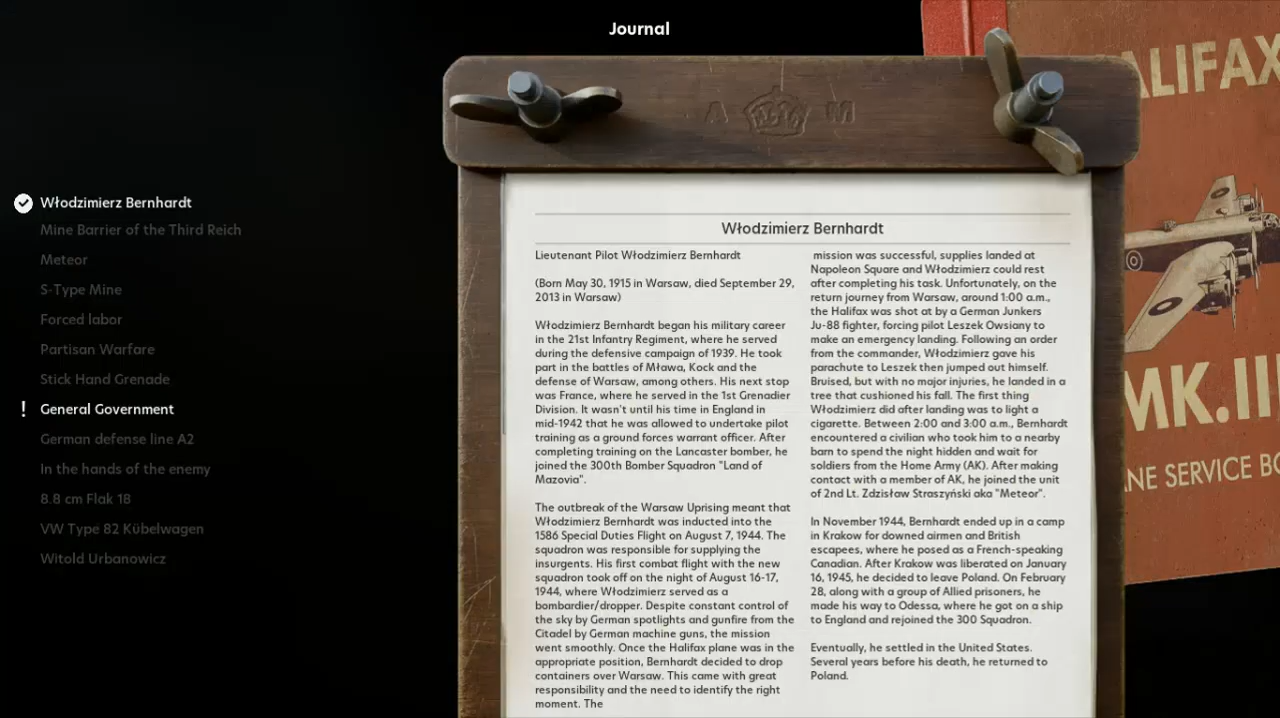 Journal
A M
HALIFAX
MK.III
Włodzimierz Bernhardt
Mine Barrier of the Third Reich
Meteor
S-Type Mine
Forced labor
Partisan Warfare
Stick Hand Grenade
General Government
German defense line A2
In the hands of the enemy
8.8 cm Flak 18
VW Type 82 Kübelwagen
Witold Urbanowicz
Włodzimierz Bernhardt
Lieutenant Pilot Włodzimierz Bernhardt
(Born May 30, 1915 in Warsaw, died September 29,
2013 in Warsaw)
Włodzimierz Bernhardt began his military career
in the 21st Infantry Regiment, where he served
during the defensive campaign of 1939. He took
part in the battles of Mława, Kock and the
defense of Warsaw, among others. His next stop
was France, where he served in the 1st Grenadier
Division. It wasn't until his time in England in
mid-1942 that he was allowed to undertake pilot
training as a ground forces warrant officer. After
completing training on the Lancaster bomber, he
joined the 300th Bomber Squadron "Land of
Mazovia".
The outbreak of the Warsaw Uprising meant that
Włodzimierz Bernhardt was inducted into the
1586 Special Duties Flight on August 7, 1944. The
squadron was responsible for supplying the
insurgents. His first combat flight with the new
squadron took off on the night of August 16-17,
1944, where Włodzimierz served as a
bombardier/dropper. Despite constant control of
the sky by German spotlights and gunfire from the
Citadel by German machine guns, the mission
went smoothly. Once the Halifax plane was in the
appropriate position, Bernhardt decided to drop
containers over Warsaw. This came with great
responsibility and the need to identify the right
moment. The
mission was successful, supplies landed at
Napoleon Square and Włodzimierz could rest
after completing his task. Unfortunately, on the
return journey from Warsaw, around 1:00 a.m.,
the Halifax was shot at by a German Junkers
Ju-88 fighter, forcing pilot Leszek Owsiany to
make an emergency landing. Following an order
from the commander, Włodzimierz gave his
parachute to Leszek then jumped out himself.
Bruised, but with no major injuries, he landed in a
tree that cushioned his fall. The first thing
Włodzimierz did after landing was to light a
cigarette. Between 2:00 and 3:00 a.m., Bernhardt
encountered a civilian who took him to a nearby
barn to spend the night hidden and wait for
soldiers from the Home Army (AK). After making
contact with a member of AK, he joined the unit
of 2nd Lt. Zdzisław Straszyński aka "Meteor".
In November 1944, Bernhardt ended up in a camp
in Krakow for downed airmen and British
escapees, where he posed as a French-speaking
Canadian. After Krakow was liberated on January
16, 1945, he decided to leave Poland. On February
28, along with a group of Allied prisoners, he
made his way to Odessa, where he got on a ship
to England and rejoined the 300 Squadron.
Eventually, he settled in the United States.
Several years before his death, he returned to
Poland.